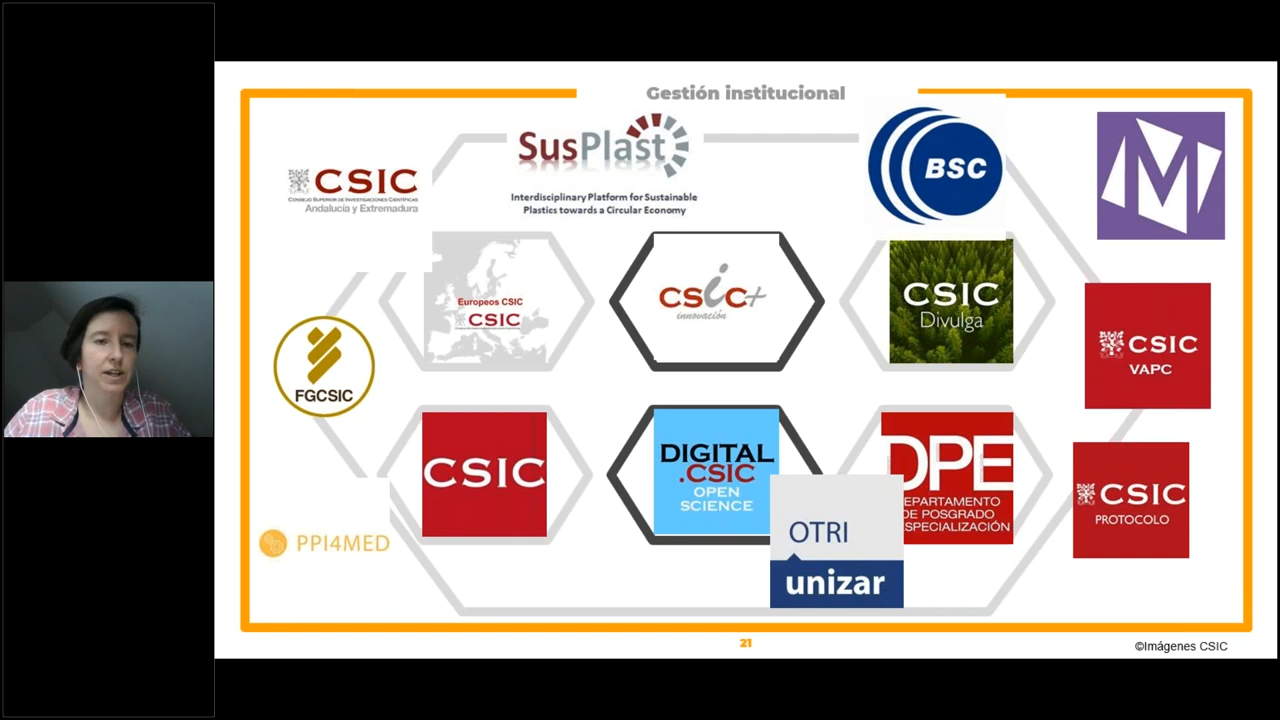 Gestión institucional
CSIC
CONSEJO SUPERIOR DE INVESTIGACIONES CIENTÍFICAS
Andalucía y Extremadura
SusPlast
Interdisciplinary Platform for Sustainable
Plastics towards a Circular Economy
BSC
M
Europeos CSIC
CSIC
csic+
innovación
CSIC
Divulga
CSIC
VAPC
FGCSIC
CSIC
DIGITAL
.CSIC
OPEN
SCIENCE
DPE
EPARTAMENTO
DE POSGRADO
ESPECIALIZACIÓN
CSIC
PROTOCOLO
PPI4MED
OTRI
unizar
21
©Imágenes CSIC